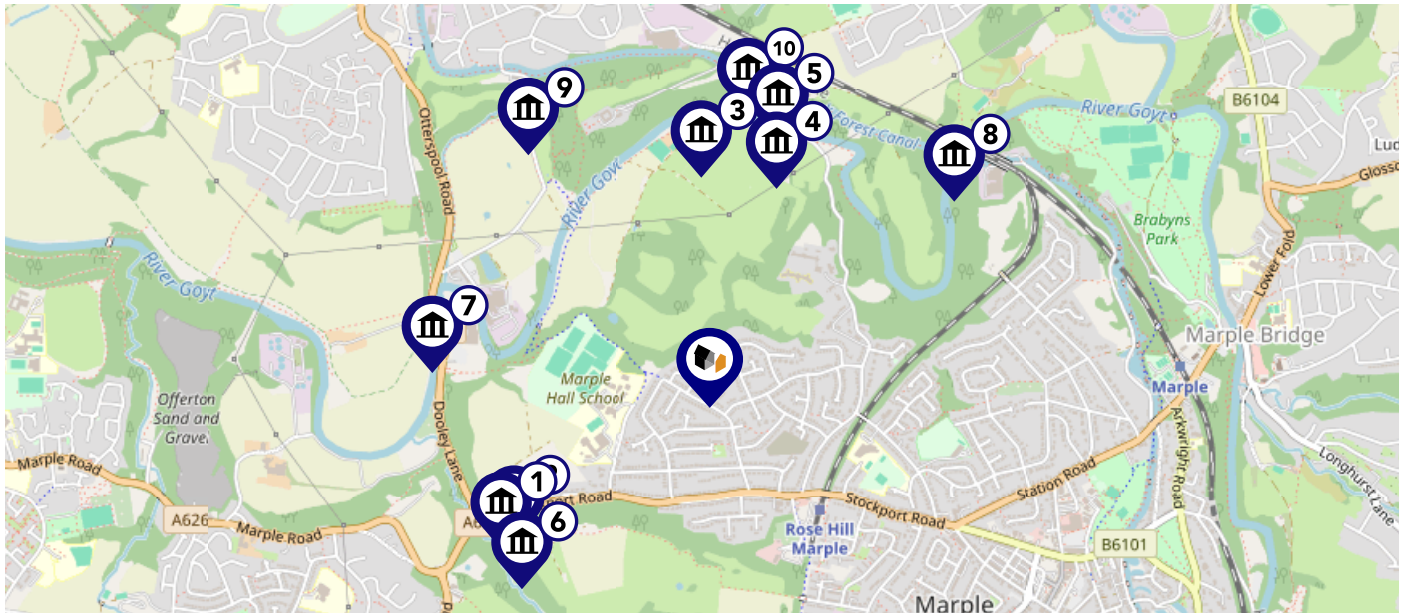 10
5
9
3
4
8
B6104
River Goyt
Forest Canal
Otterspool Road
River Goyt
Glosso
Brabyns
Park
Lower Fold
River Goyt
7
Marple Bridge
Marple
Hall School
Marple
Offerton
Sand and
Gravel
Dooley Lane
Arkwright Road
Longhurst Lane
Marple Road
1
port Road
Station Road
Stockport Road
A626
Marple Road
6
Rose Hill
Marple
B6101
Marple